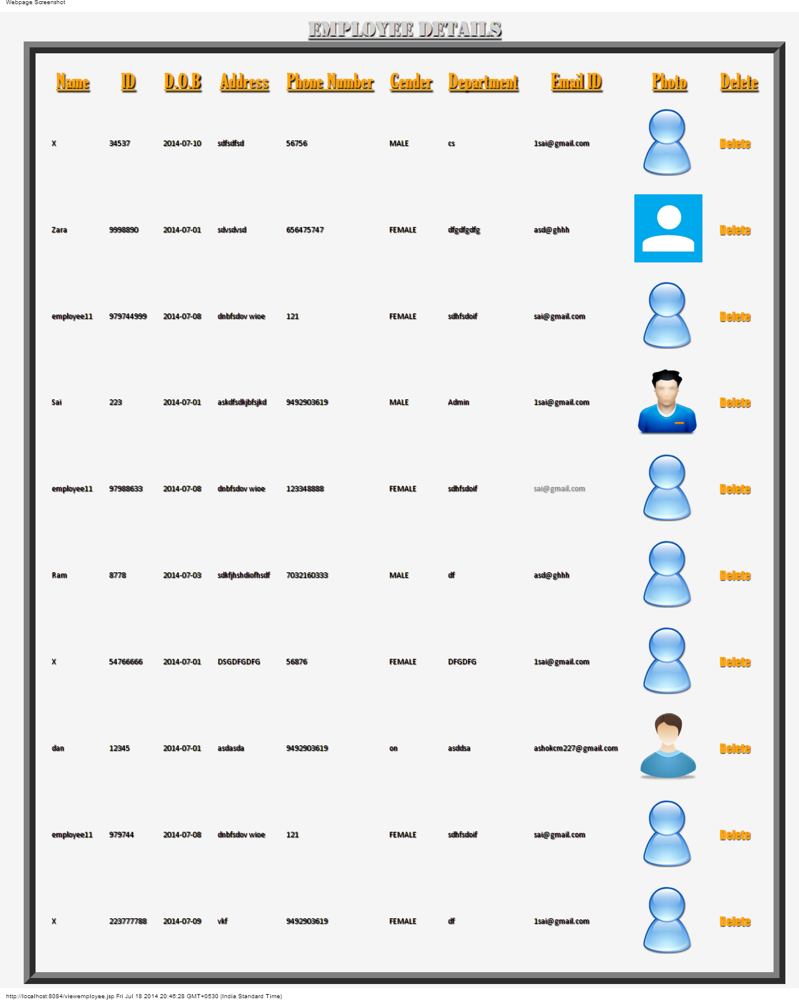 Webpage Screenshot
EMPLOYEE DETAILS
Name ID D.O.B Address Phone Number Gender Department Email ID Photo Delete
X 34537 2014-07-10 sdfsdfsd 56756 MALE cs 1sai@gmail.com Delete
Zara 9998890 2014-07-01 sdvsdvsd 656475747 FEMALE dfgdfgdfg asd@ghhh Delete
employee11 979744999 2014-07-08 dnbfsdov wioe 121 FEMALE sdhfsdoif sai@gmail.com Delete
Sai 223 2014-07-01 askdfsdkjbfsjkd 9492903619 MALE Admin 1sai@gmail.com Delete
employee11 97988633 2014-07-08 dnbfsdov wioe 123348888 FEMALE sdhfsdoif sai@gmail.com Delete
Ram 8778 2014-07-03 sdkfjhshdiofhsdf 7032160333 MALE df asd@ghhh Delete
X 54766666 2014-07-01 DSGDFGDFG 56876 FEMALE DFGDFG 1sai@gmail.com Delete
dan 12345 2014-07-01 asdasda 9492903619 on asddsa ashokcm227@gmail.com Delete
employee11 979744 2014-07-08 dnbfsdov wioe 121 FEMALE sdhfsdoif sai@gmail.com Delete
X 223777788 2014-07-09 vkf 9492903619 FEMALE df 1sai@gmail.com Delete
http://localhost:8084/viewemployee.jsp Fri Jul 18 2014 20:46:28 GMT+0530 (India Standard Time)